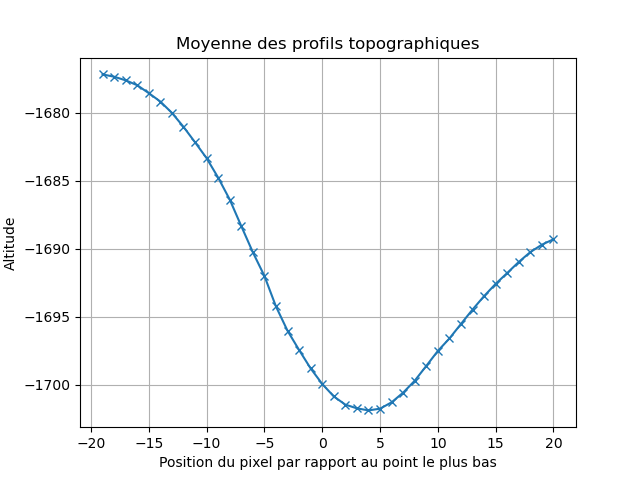 Moyenne des profils topographiques
−1680
−1685
−1690
−1695
−1700
Altitude
−20 −15 −10 −5 0 5 10 15 20
Position du pixel par rapport au point le plus bas